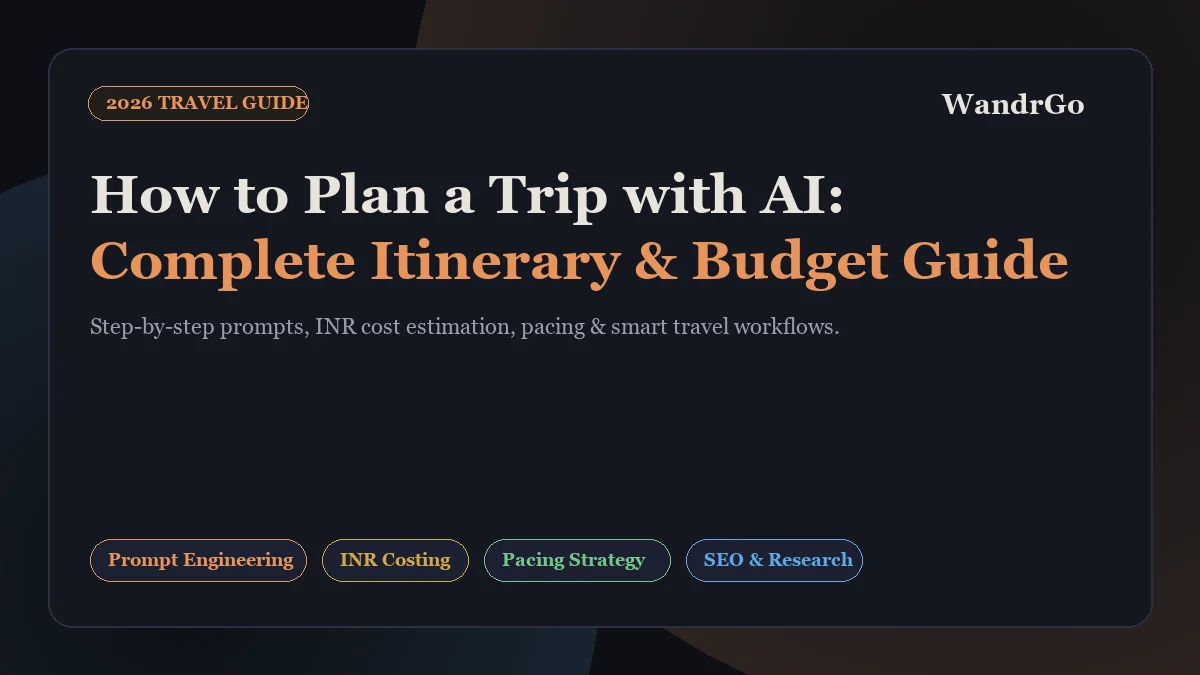 2026 TRAVEL GUIDE
WandrGo
How to Plan a Trip with AI:
Complete Itinerary & Budget Guide
Step-by-step prompts, INR cost estimation, pacing & smart travel workflows.
Prompt Engineering
INR Costing
Pacing Strategy
SEO & Research